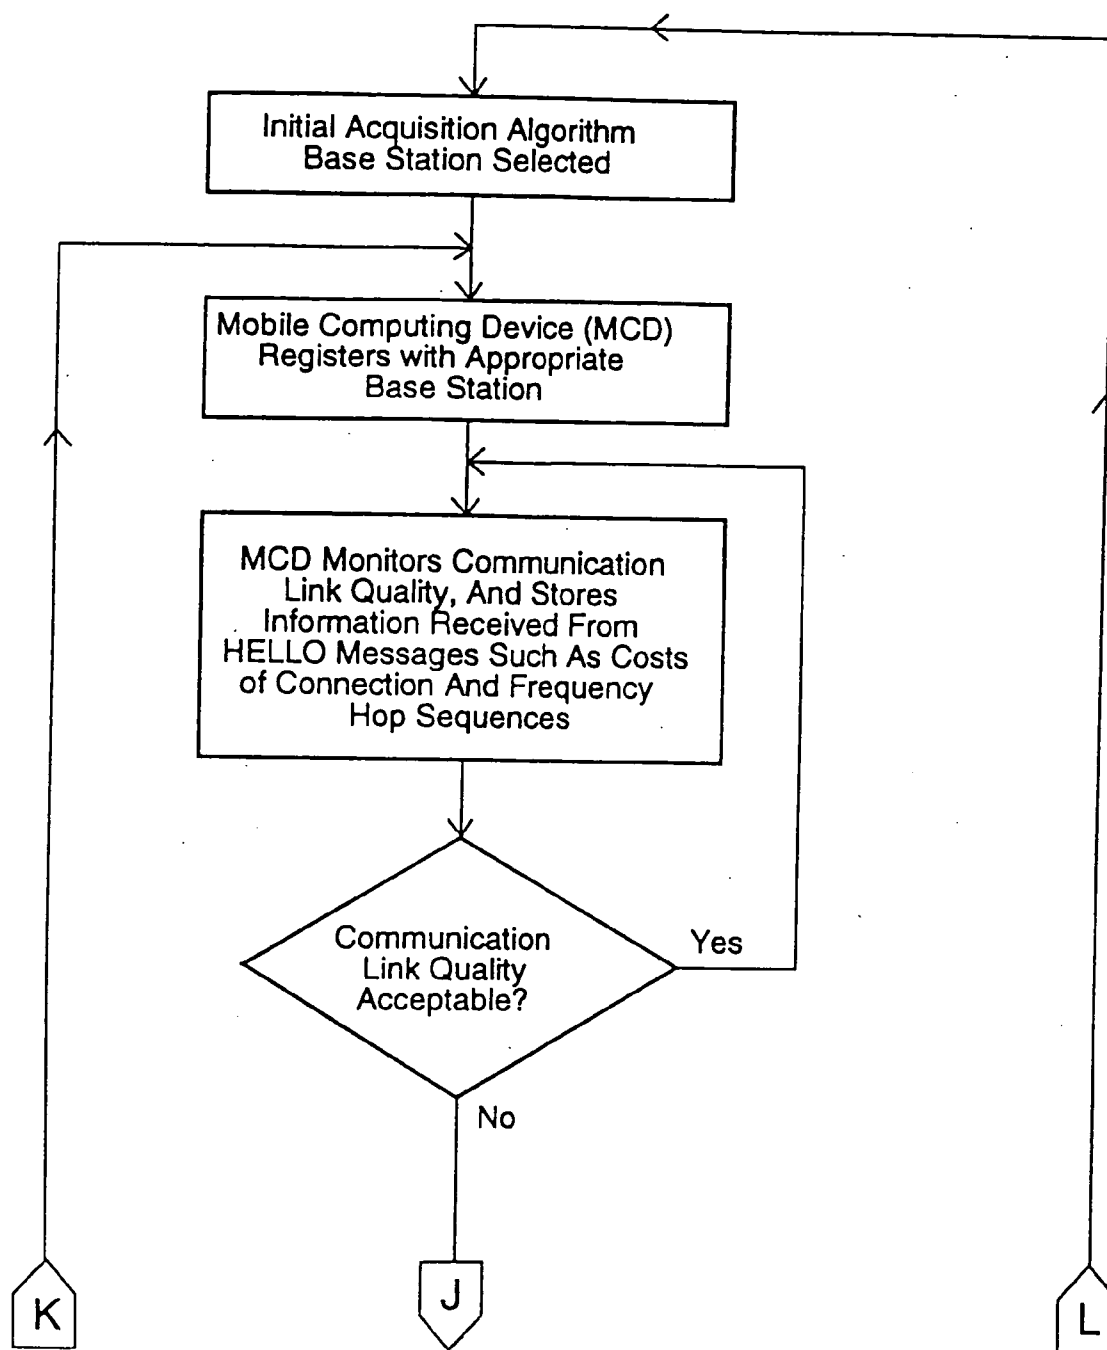 Initial Acquisition Algorithm
Base Station Selected
Mobile Computing Device (MCD)
Registers with Appropriate
Base Station
MCD Monitors Communication
Link Quality, And Stores
Information Received From
HELLO Messages Such As Costs
of Connection And Frequency
Hop Sequences
Communication
Link Quality
Acceptable?
Yes
No
K
J
L